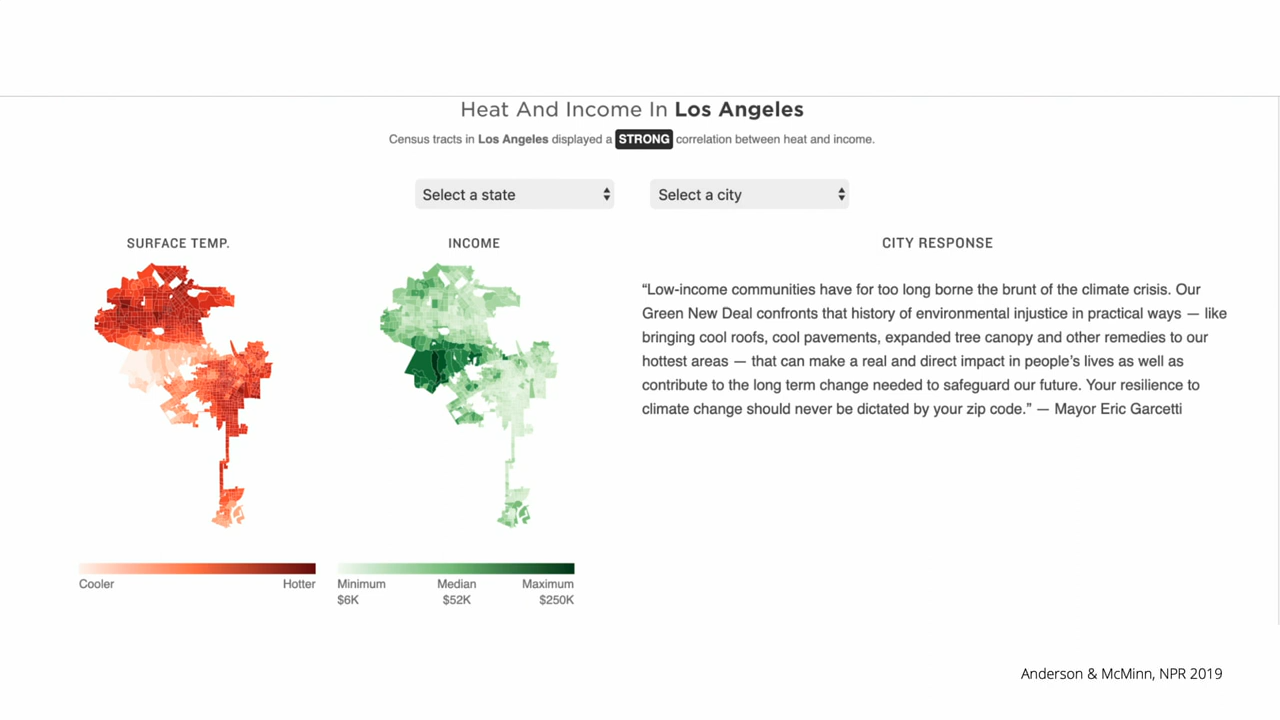 Heat And Income In Los Angeles
Census tracts in Los Angeles displayed a STRONG correlation between heat and income.
Select a state
Select a city
SURFACE TEMP.
INCOME
CITY RESPONSE
“Low-income communities have for too long borne the brunt of the climate crisis. Our
Green New Deal confronts that history of environmental injustice in practical ways — like
bringing cool roofs, cool pavements, expanded tree canopy and other remedies to our
hottest areas — that can make a real and direct impact in people’s lives as well as
contribute to the long term change needed to safeguard our future. Your resilience to
climate change should never be dictated by your zip code.” — Mayor Eric Garcetti
Cooler
Hotter
Minimum
Median
Maximum
$6K
$52K
$250K
Anderson & McMinn, NPR 2019